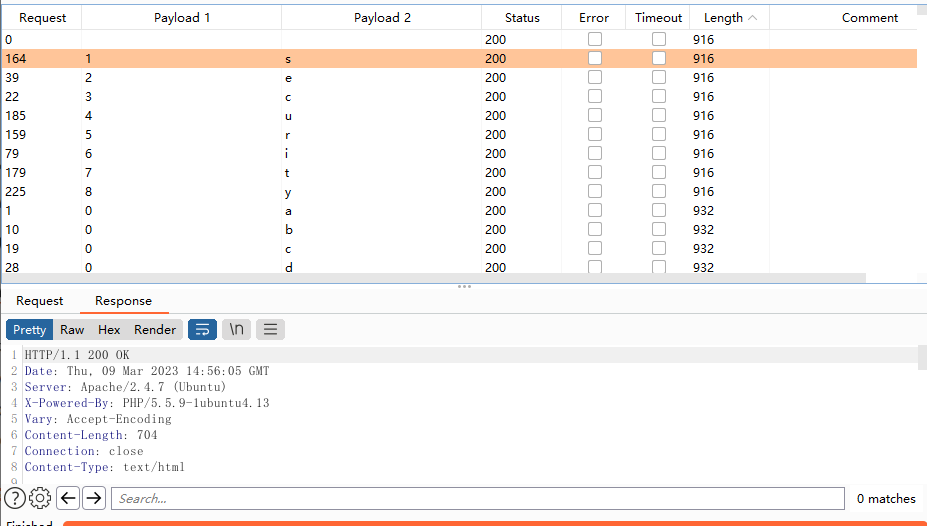 Request Payload 1 Payload 2 Status Error Timeout Length Comment
0 200 916
164 1 s 200 916
39 2 e 200 916
22 3 c 200 916
185 4 u 200 916
159 5 r 200 916
79 6 i 200 916
179 7 t 200 916
225 8 y 200 916
1 0 a 200 932
10 0 b 200 932
19 0 c 200 932
28 0 d 200 932
Request Response
Pretty Raw Hex Render \n
1 HTTP/1.1 200 OK
2 Date: Thu, 09 Mar 2023 14:56:05 GMT
3 Server: Apache/2.4.7 (Ubuntu)
4 X-Powered-By: PHP/5.5.9-1ubuntu4.13
5 Vary: Accept-Encoding
6 Content-Length: 704
7 Connection: close
8 Content-Type: text/html
9
? Search... 0 matches
Finished